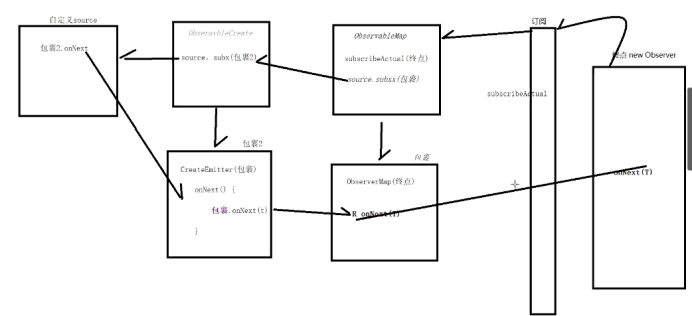 自定义source
包裹2.onNext
ObservableCreate
source，subx(包裹2)
ObservableMap
subscribeActual(终点)
source.subxx(包裹)
订阅
subscribeActual
终点 new Observer
onNext(T)
包裹2
CreateEmitter(包裹)
onNext() {
包裹.onNext(t)
}
包裹
ObserverMap(终点)
R onNext(T)